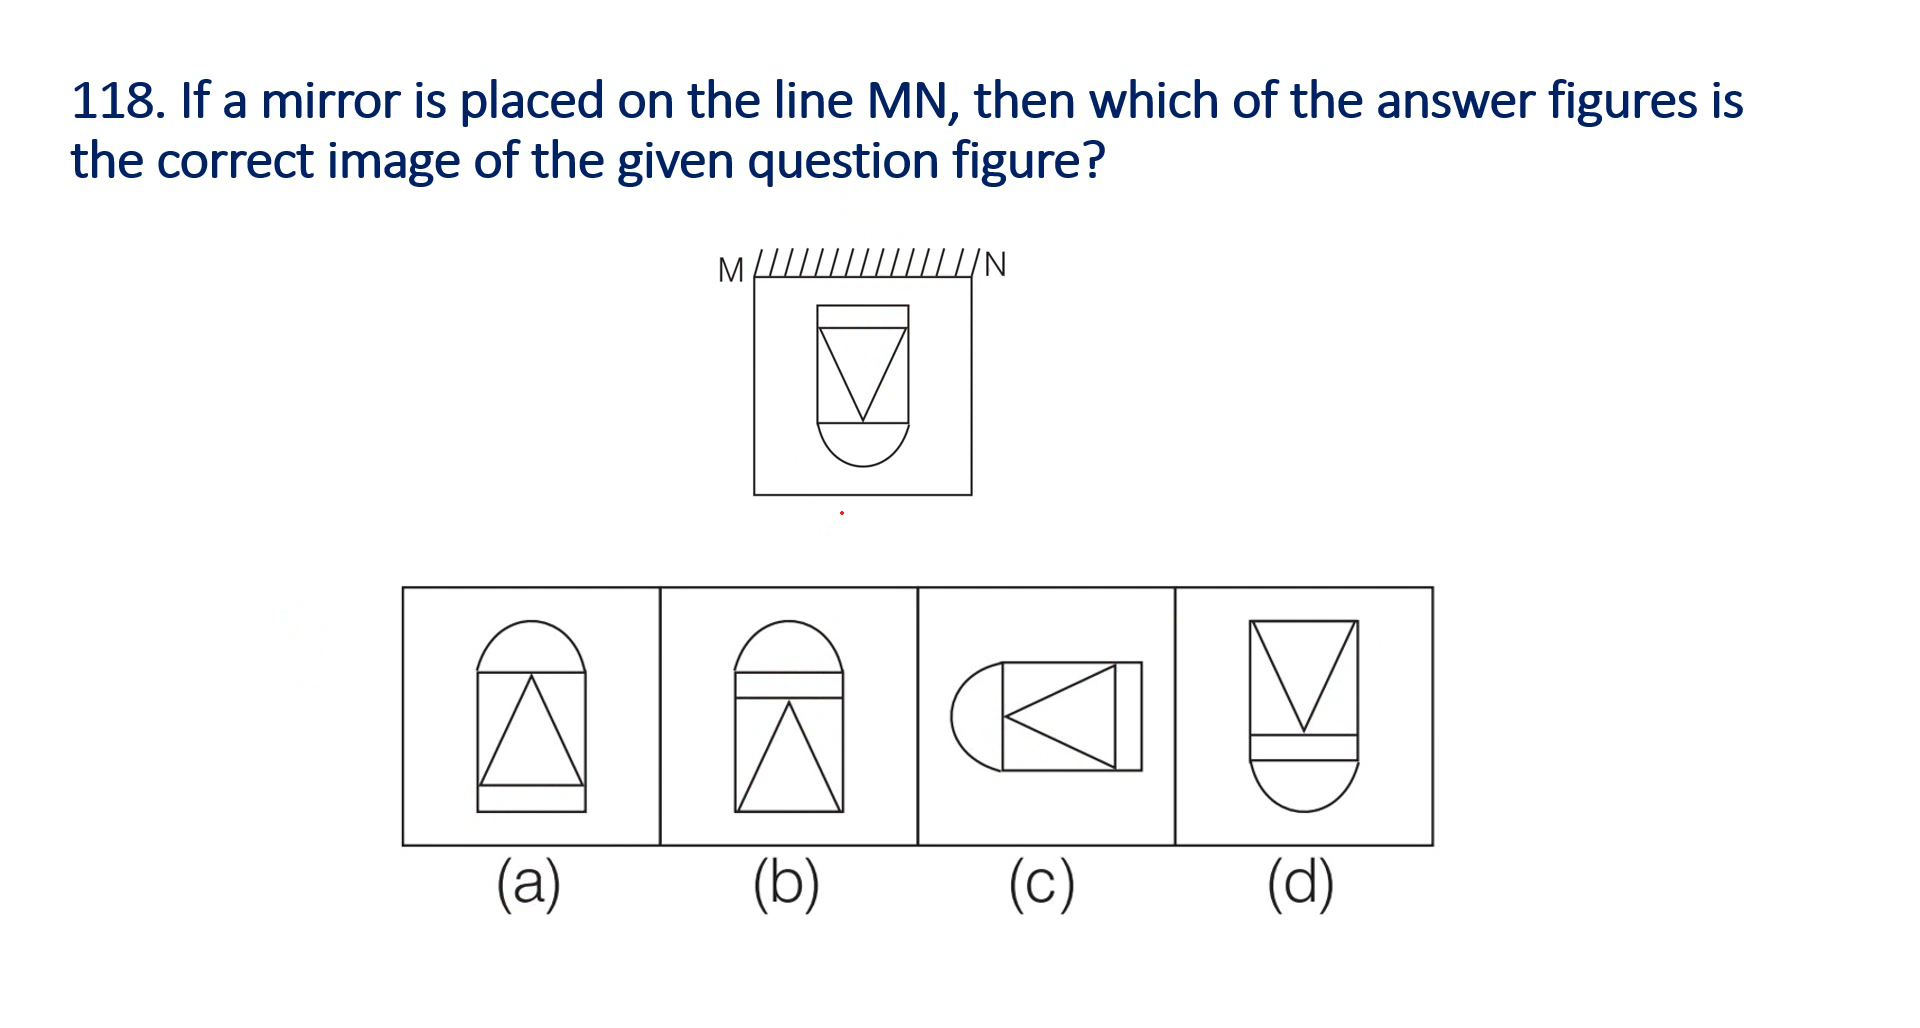 118. If a mirror is placed on the line MN, then which of the answer figures is
the correct image of the given question figure?
M N
(a) (b) (c) (d)